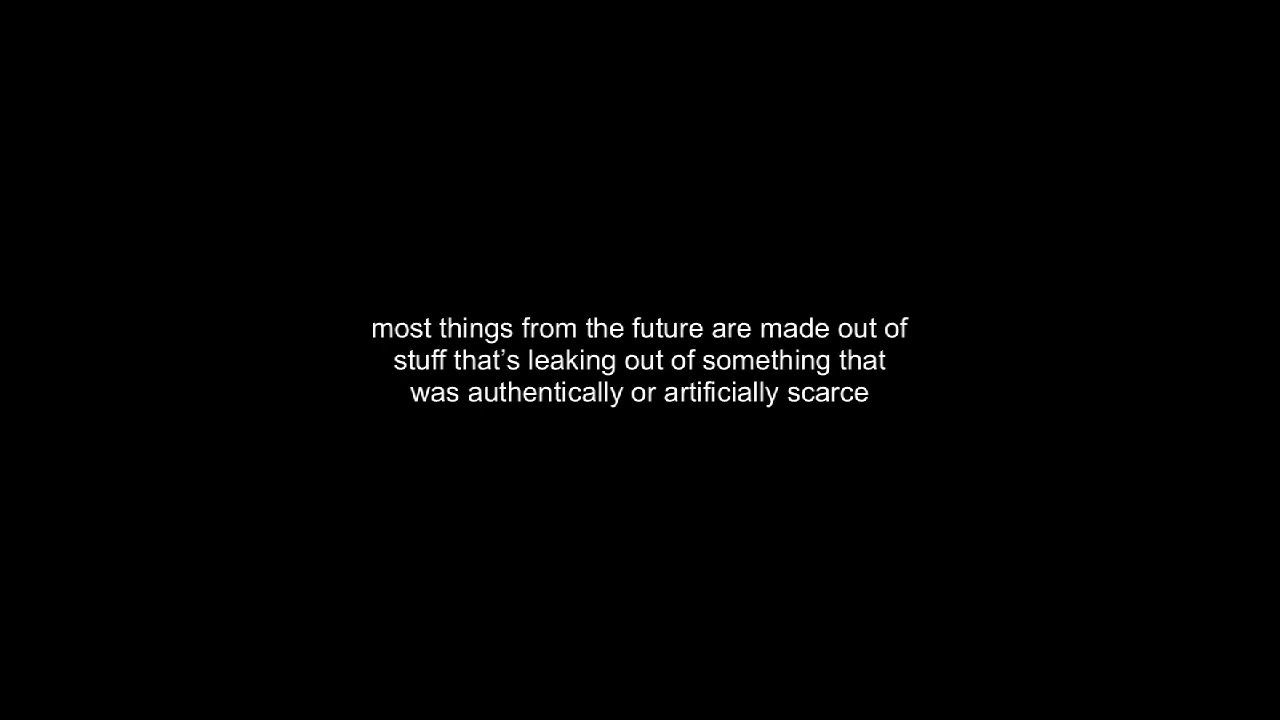 most things from the future are made out of
stuff that’s leaking out of something that
was authentically or artificially scarce